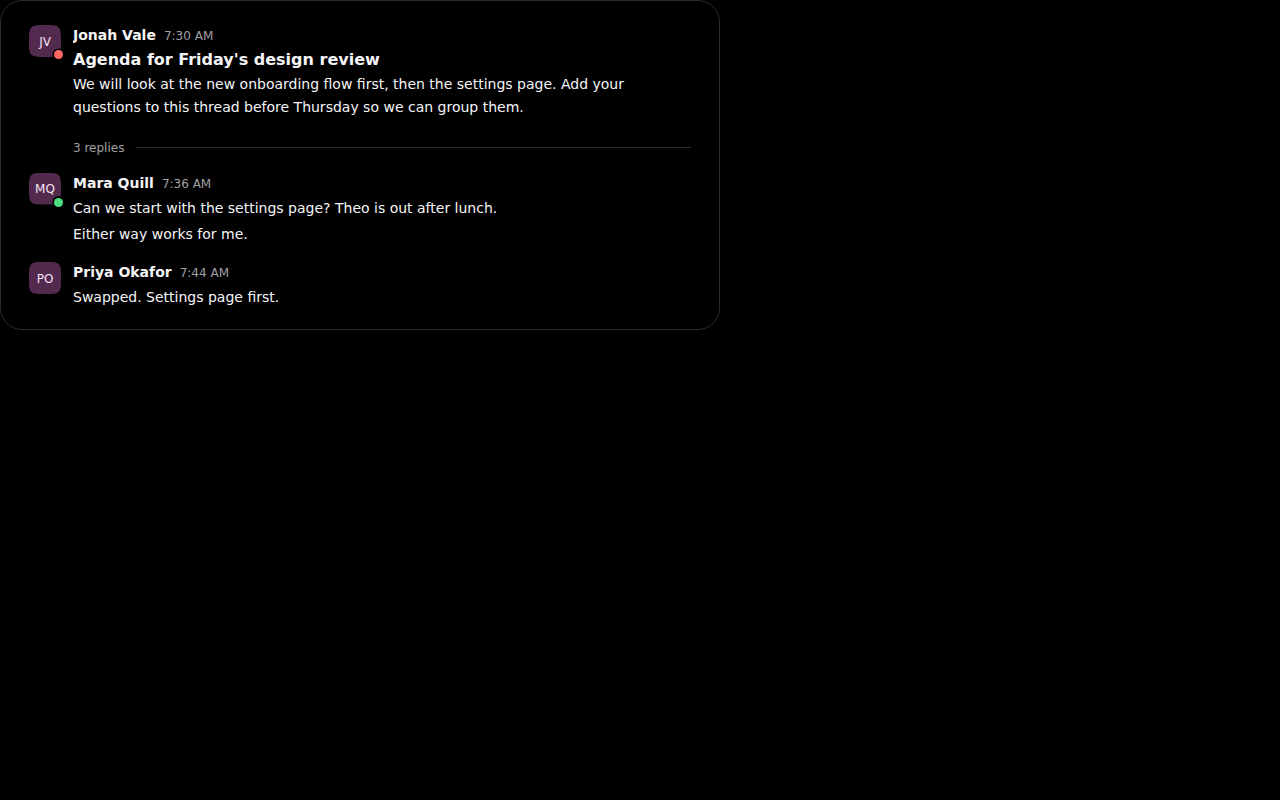 JV
Jonah Vale 7:30 AM
Agenda for Friday's design review
We will look at the new onboarding flow first, then the settings page. Add your
questions to this thread before Thursday so we can group them.
3 replies
MQ
Mara Quill 7:36 AM
Can we start with the settings page? Theo is out after lunch.
Either way works for me.
PO
Priya Okafor 7:44 AM
Swapped. Settings page first.